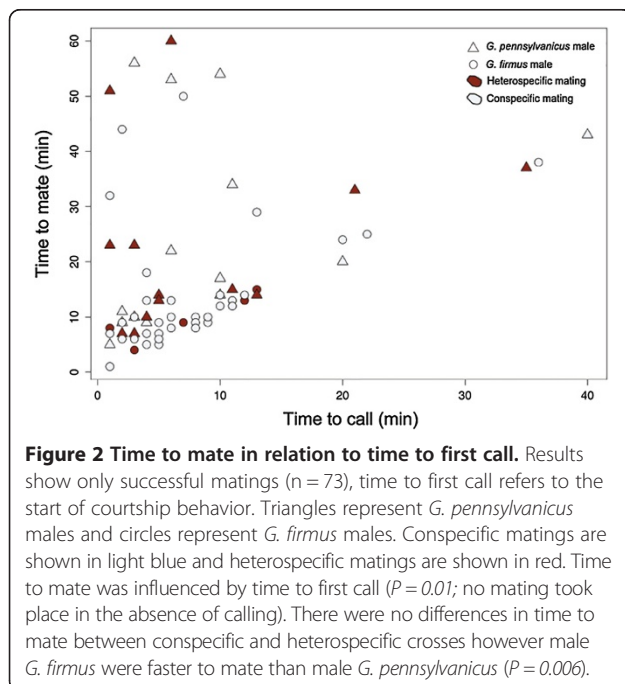 60
50
40
30
20
10
0
Time to mate (min)
G. pennsylvanicus male
G. firmus male
Heterospecific mating
Conspecific mating
0 10 20 30 40
Time to call (min)
Figure 2 Time to mate in relation to time to first call. Results
show only successful matings (n = 73), time to first call refers to the
start of courtship behavior. Triangles represent G. pennsylvanicus
males and circles represent G. firmus males. Conspecific matings are
shown in light blue and heterospecific matings are shown in red. Time
to mate was influenced by time to first call (P = 0.01; no mating took
place in the absence of calling). There were no differences in time to
mate between conspecific and heterospecific crosses however male
G. firmus were faster to mate than male G. pennsylvanicus (P = 0.006).